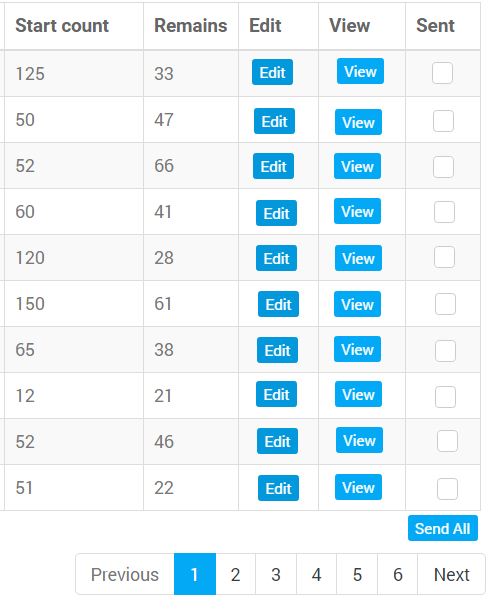 Start count Remains Edit View Sent
125 33 Edit View
50 47 Edit View
52 66 Edit View
60 41 Edit View
120 28 Edit View
150 61 Edit View
65 38 Edit View
12 21 Edit View
52 46 Edit View
51 22 Edit View
Send All
Previous 1 2 3 4 5 6 Next